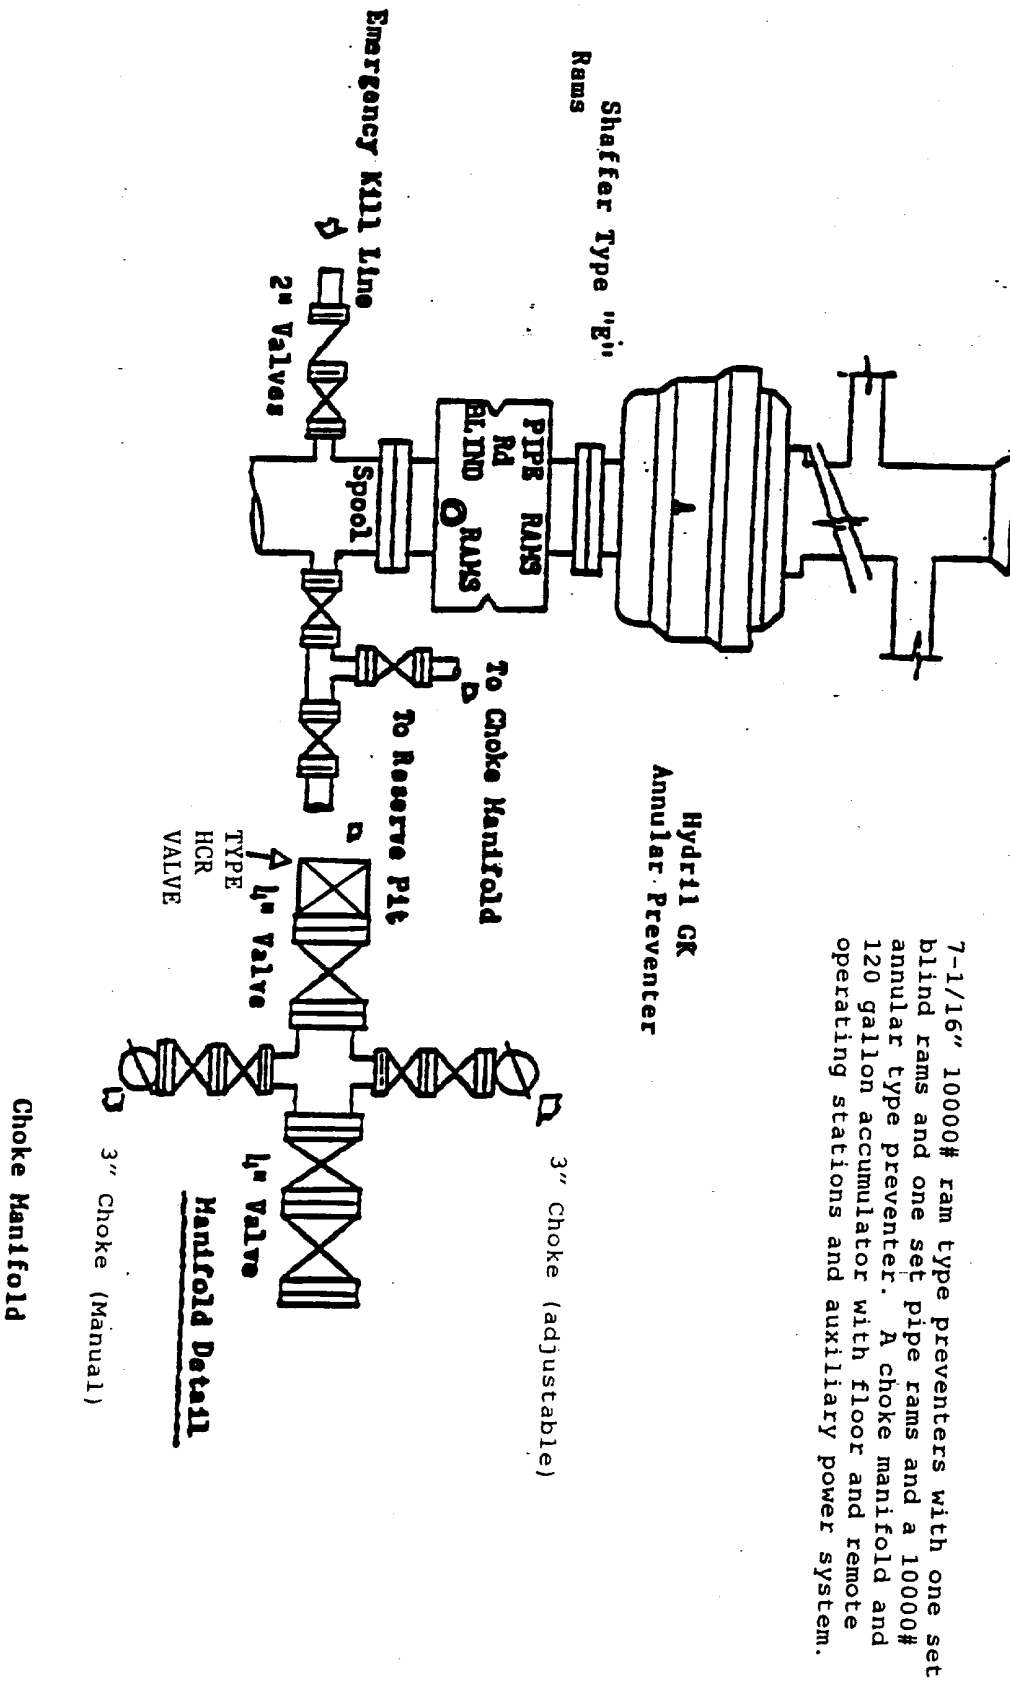 7-1/16" 10000# ram type preventers with one set
blind rams and one set pipe rams and a 10000#
annular type preventer. A choke manifold and
120 gallon accumulator with floor and remote
operating stations and auxiliary power system.
Hydril GK
Annular Preventer
Shaffer Type "E"
Rams
PIPE RAMS
Rd
BLIND RAMS
Spool
Emergency Kill Line
2" Valves
To Choke Manifold
To Reserve Pit
TYPE
HCR
VALVE
4" Valve
4" Valve
3" Choke (adjustable)
3" Choke (Manual)
Manifold Detail
Choke Manifold